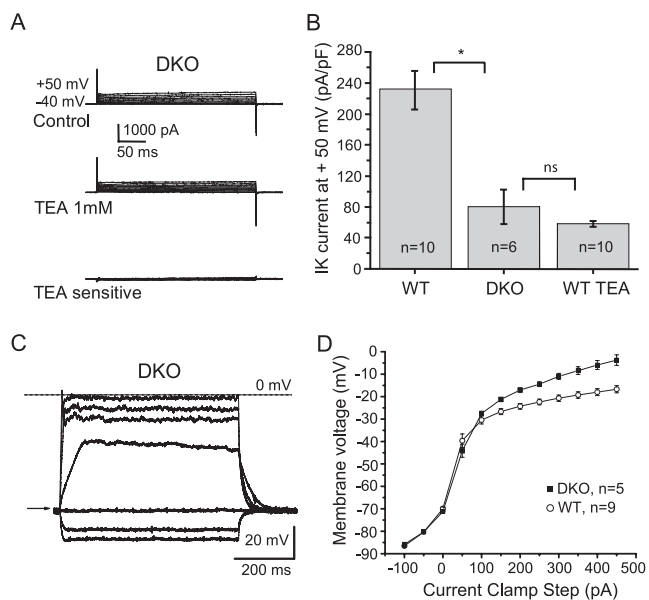 A
DKO
+50 mV
-40 mV
Control
1000 pA
50 ms
TEA 1mM
TEA sensitive
B
IK current at + 50 mV (pA/pF)
280
240
200
160
120
80
40
0
*
ns
n=10
n=6
n=10
WT
DKO
WT TEA
C
DKO
0 mV
20 mV
200 ms
D
Membrane voltage (mV)
0
-10
-20
-30
-40
-50
-60
-70
-80
-90
DKO, n=5
WT, n=9
-100
0
100
200
300
400
500
Current Clamp Step (pA)